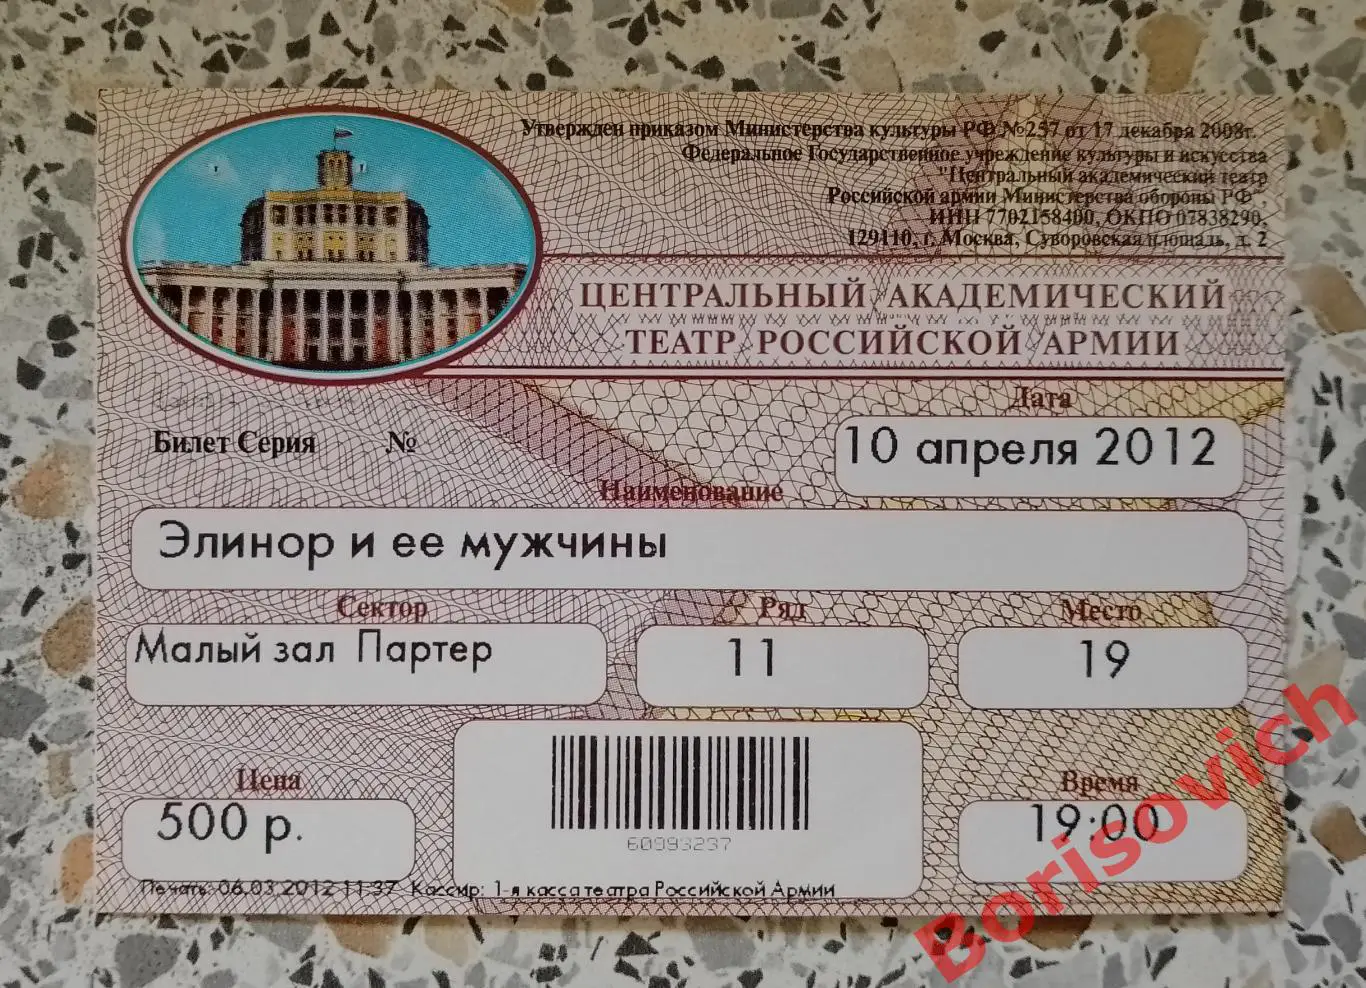 Утвержден приказом Министерства культуры РФ №257 от 17 декабря 2008г.
Федеральное Государственное учреждение культуры и искусства
"Центральный академический театр
Российской армии Министерства обороны РФ",
ИНН 7702158400, ОКПО 07838290,
129110, г. Москва, Суворовская площадь, д. 2
ЦЕНТРАЛЬНЫЙ АКАДЕМИЧЕСКИЙ
ТЕАТР РОССИЙСКОЙ АРМИИ
Дата
Билет Серия №
10 апреля 2012
Наименование
Элинор и ее мужчины
Сектор Ряд Место
Малый зал Партер 11 19
Цена Время
500 р. 19:00
60993237
Печать: 06.03.2012 11:37 Кассир: 1-я касса театра Российской Армии
Borisovich